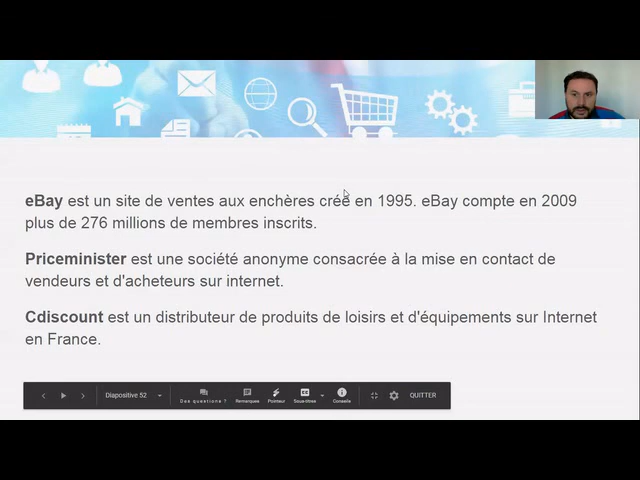 eBay est un site de ventes aux enchères créé en 1995. eBay compte en 2009
plus de 276 millions de membres inscrits.
Priceminister est une société anonyme consacrée à la mise en contact de
vendeurs et d'acheteurs sur internet.
Cdiscount est un distributeur de produits de loisirs et d'équipements sur Internet
en France.
Diapositive 52 Des questions ? Remarques Pointeur Sous-titres Conseils QUITTER